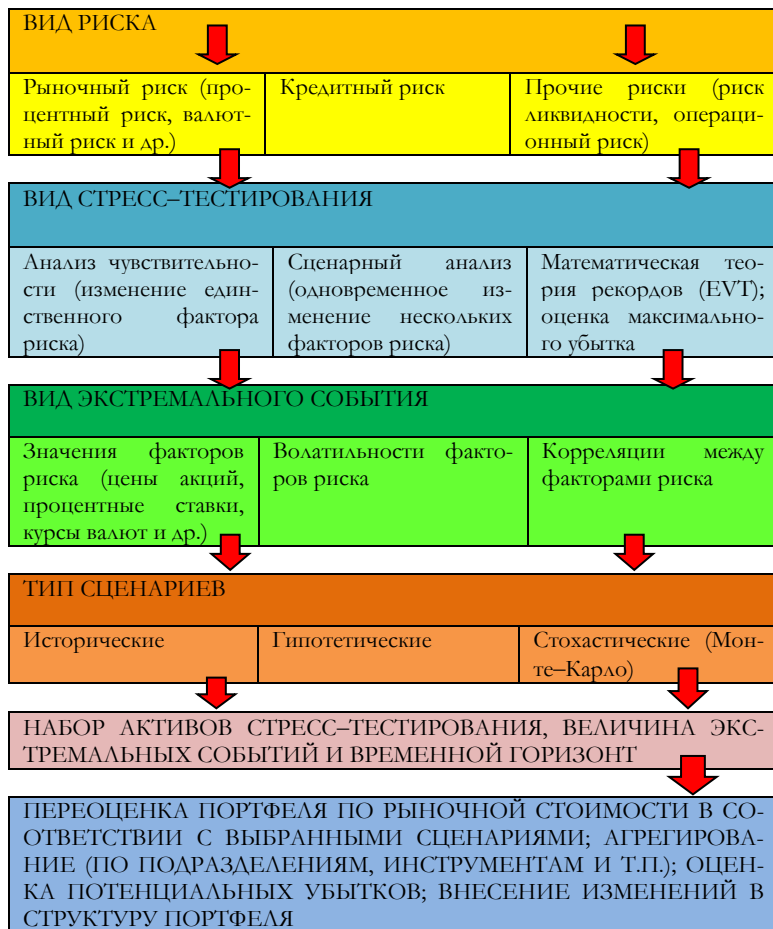 ВИД РИСКА
Рыночный риск (про-
центный риск, валют-
ный риск и др.)
Кредитный риск
Прочие риски (риск
ликвидности, операци-
онный риск)
ВИД СТРЕСС–ТЕСТИРОВАНИЯ
Анализ чувствительно-
сти (изменение един-
ственного фактора
риска)
Сценарный анализ
(одновременное из-
менение нескольких
факторов риска)
Математическая тео-
рия рекордов (EVT);
оценка максимально-
го убытка
ВИД ЭКСТРЕМАЛЬНОГО СОБЫТИЯ
Значения факторов
риска (цены акций,
процентные ставки,
курсы валют и др.)
Волатильности факто-
ров риска
Корреляции между
факторами риска
ТИП СЦЕНАРИЕВ
Исторические
Гипотетические
Стохастические (Мон-
те–Карло)
НАБОР АКТИВОВ СТРЕСС–ТЕСТИРОВАНИЯ, ВЕЛИЧИНА ЭКС-
ТРЕМАЛЬНЫХ СОБЫТИЙ И ВРЕМЕННОЙ ГОРИЗОНТ
ПЕРЕОЦЕНКА ПОРТФЕЛЯ ПО РЫНОЧНОЙ СТОИМОСТИ В СО-
ОТВЕТСТВИИ С ВЫБРАННЫМИ СЦЕНАРИЯМИ; АГРЕГИРОВА-
НИЕ (ПО ПОДРАЗДЕЛЕНИЯМ, ИНСТРУМЕНТАМ И Т.П.); ОЦЕН-
КА ПОТЕНЦИАЛЬНЫХ УБЫТКОВ; ВНЕСЕНИЕ ИЗМЕНЕНИЙ В
СТРУКТУРУ ПОРТФЕЛЯ